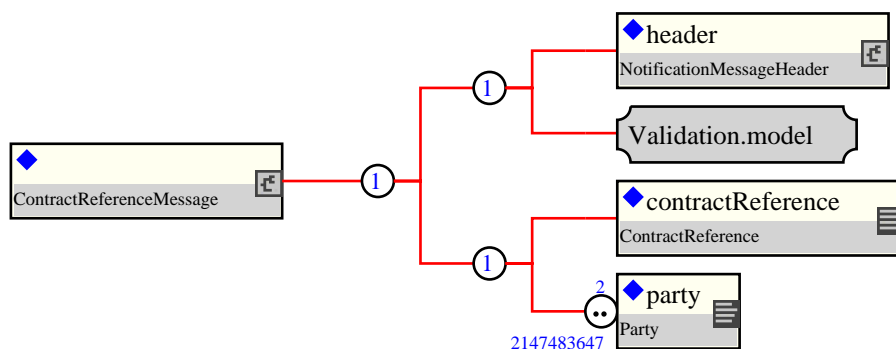 header
NotificationMessageHeader
1
Validation.model
ContractReferenceMessage
1
contractReference
ContractReference
1
2
party
Party
2147483647